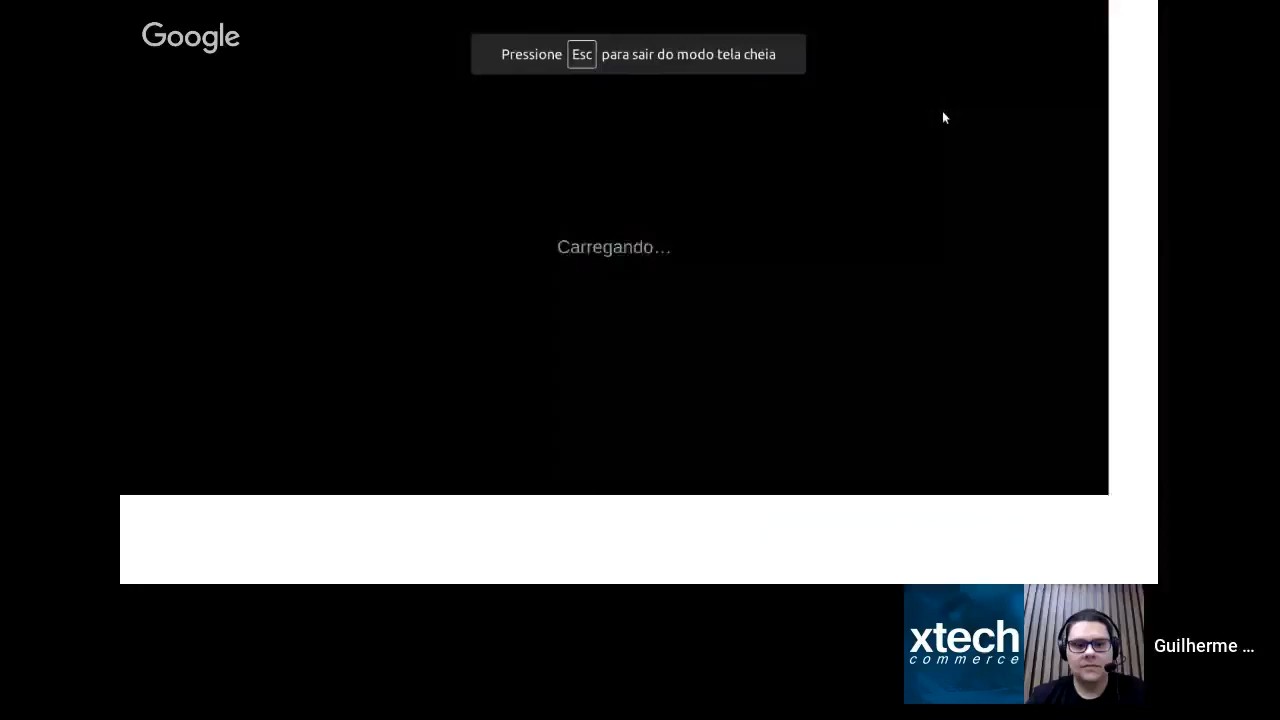 Google
Pressione Esc para sair do modo tela cheia
Carregando...
xtech
commerce
Guilherme ...